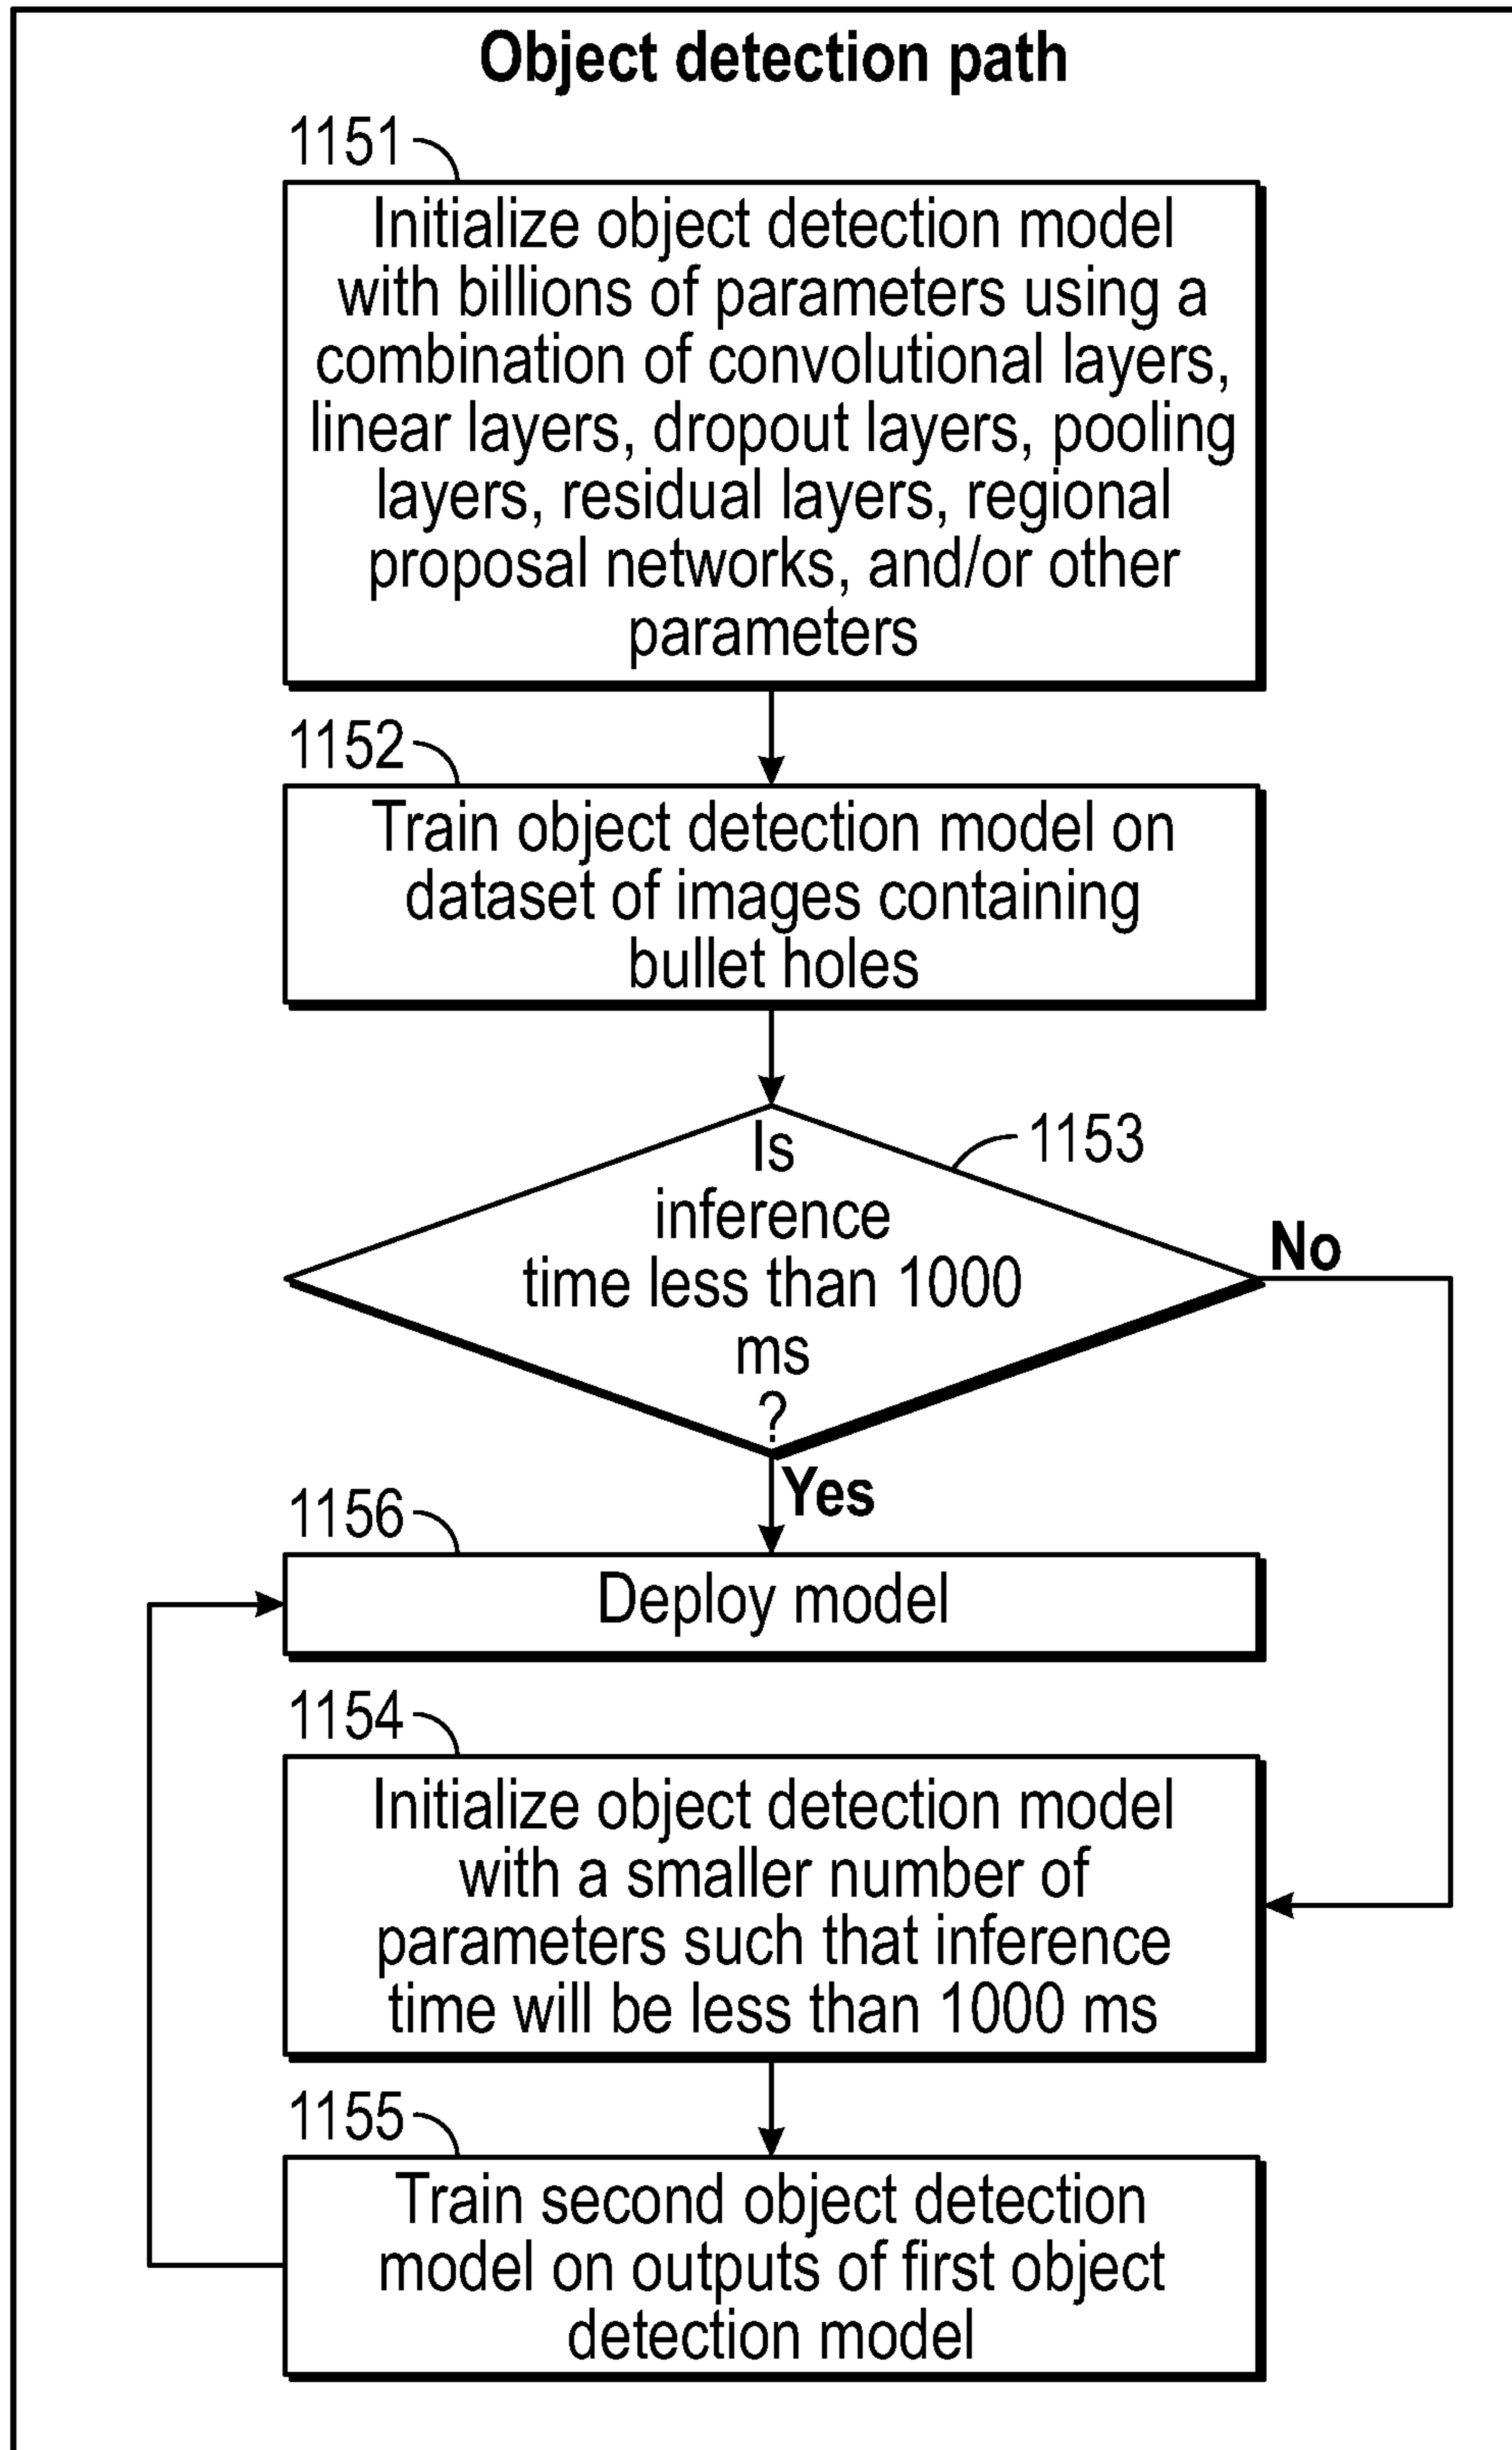 Object detection path
1151
Initialize object detection model
with billions of parameters using a
combination of convolutional layers,
linear layers, dropout layers, pooling
layers, residual layers, regional
proposal networks, and/or other
parameters
1152
Train object detection model on
dataset of images containing
bullet holes
1153
Is
inference
time less than 1000
ms
?
No
Yes
1156
Deploy model
1154
Initialize object detection model
with a smaller number of
parameters such that inference
time will be less than 1000 ms
1155
Train second object detection
model on outputs of first object
detection model